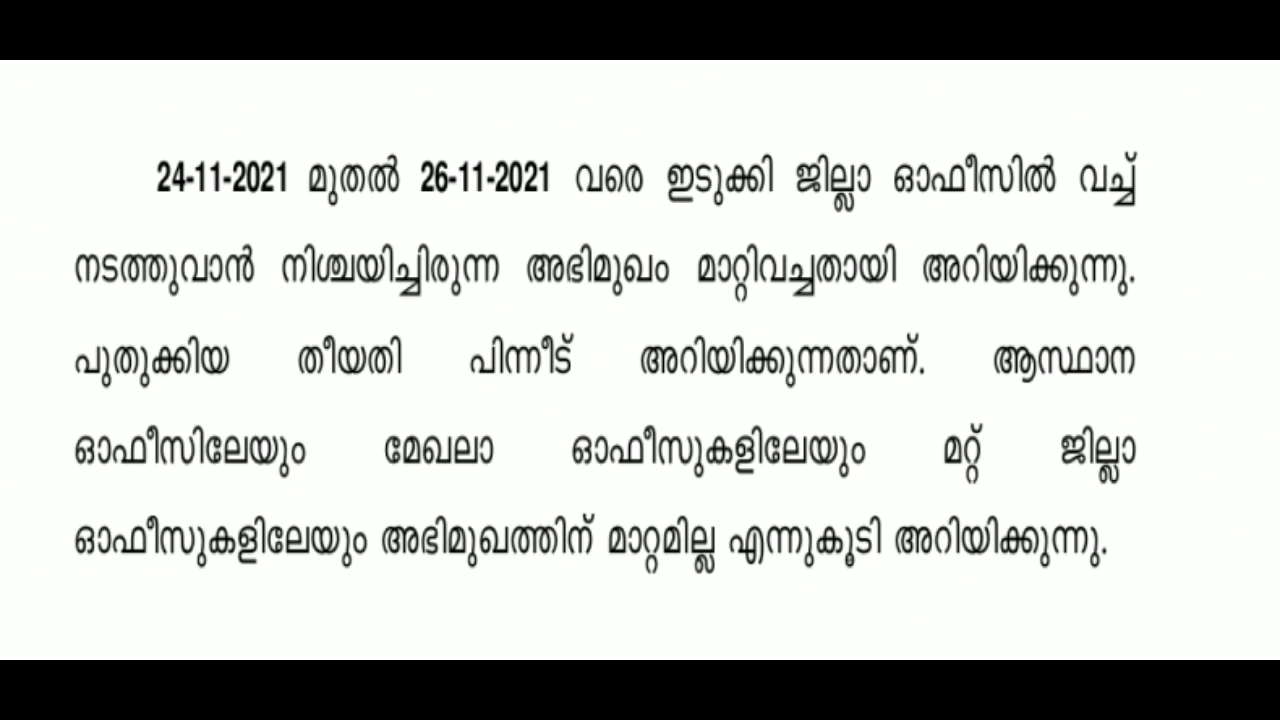 24-11-2021 മുതൽ 26-11-2021 വരെ ഇടുക്കി ജില്ലാ ഓഫീസിൽ വച്ച്
നടത്തുവാൻ നിശ്ചയിച്ചിരുന്ന അഭിമുഖം മാറ്റിവച്ചതായി അറിയിക്കുന്നു.
പുതുക്കിയ തീയതി പിന്നീട് അറിയിക്കുന്നതാണ്. ആസ്ഥാന
ഓഫീസിലേയും മേഖലാ ഓഫീസുകളിലേയും മറ്റ് ജില്ലാ
ഓഫീസുകളിലേയും അഭിമുഖത്തിന് മാറ്റമില്ല എന്നുകൂടി അറിയിക്കുന്നു.